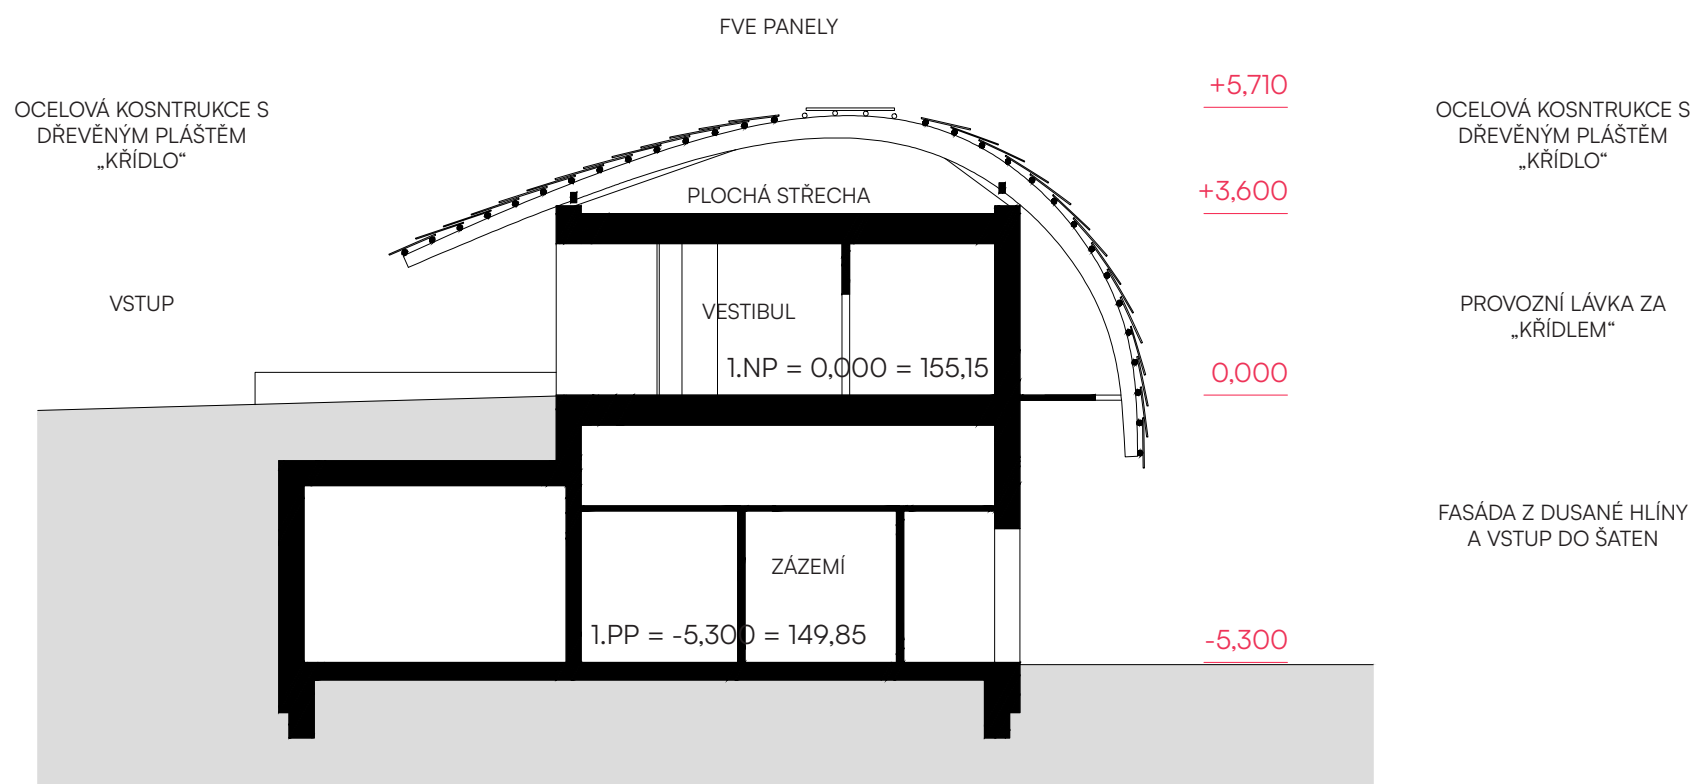 FVE PANELY
+5,710
OCELOVÁ KOSNTRUKCE S
DŘEVĚNÝM PLÁŠTĚM
„KŘÍDLO“
OCELOVÁ KOSNTRUKCE S
DŘEVĚNÝM PLÁŠTĚM
„KŘÍDLO“
PLOCHÁ STŘECHA
+3,600
VSTUP
VESTIBUL
PROVOZNÍ LÁVKA ZA
„KŘÍDLEM“
1.NP = 0,000 = 155,15
0,000
FASÁDA Z DUSANÉ HLÍNY
A VSTUP DO ŠATEN
ZÁZEMÍ
1.PP = -5,300 = 149,85
-5,300